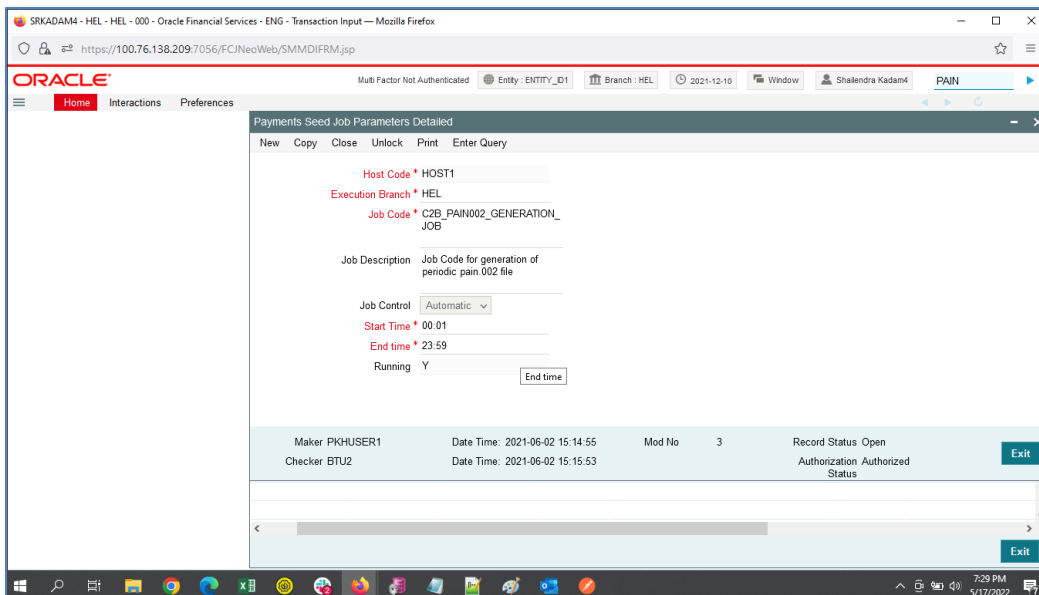 SRKADAM4 - HEL - HEL - 000 - Oracle Financial Services - ENG - Transaction Input — Mozilla Firefox
https://100.76.138.209:7056/FCJNeoWeb/SMMDIFRM.jsp
ORACLE Multi Factor Not Authenticated Entity : ENTITY_ID1 Branch : HEL 2021-12-10 Window Shailendra Kadam4 PAIN
Home Interactions Preferences
Payments Seed Job Parameters Detailed
New Copy Close Unlock Print Enter Query
Host Code * HOST1
Execution Branch * HEL
Job Code * C2B_PAIN002_GENERATION_
JOB
Job Description Job Code for generation of
periodic pain.002 file
Job Control Automatic
Start Time * 00:01
End time * 23:59
Running Y
End time
Maker PKHUSER1 Date Time: 2021-06-02 15:14:55 Mod No 3 Record Status Open
Checker BTU2 Date Time: 2021-06-02 15:15:53 Authorization Authorized
Status
Exit
Exit
7:29 PM
5/17/2022